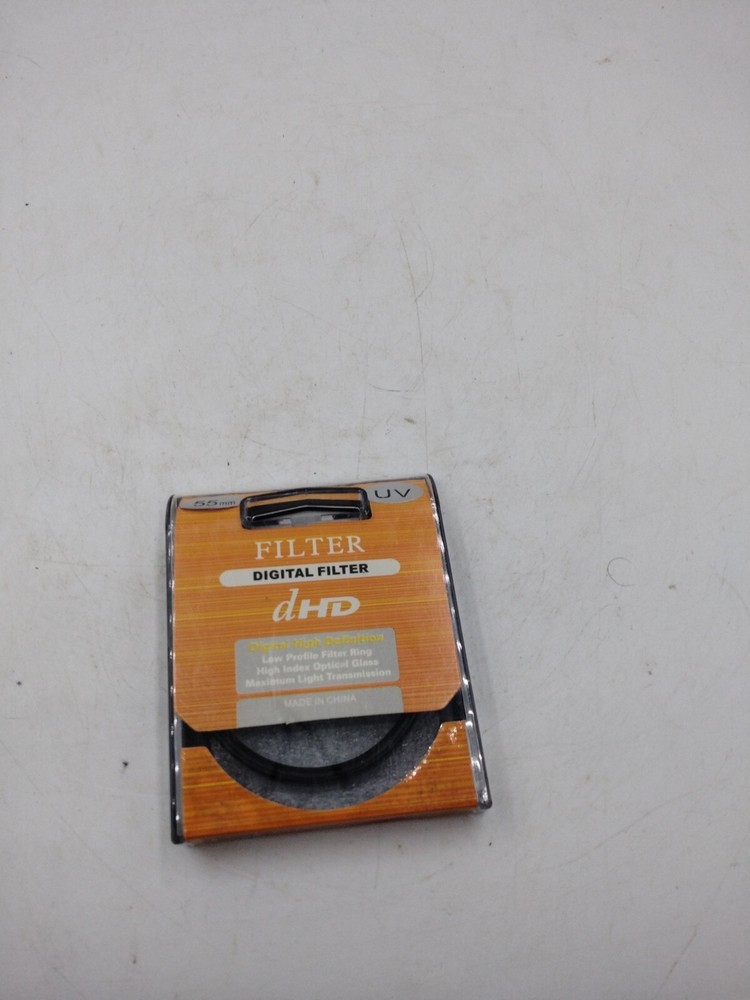 55mm
UV
FILTER
DIGITAL FILTER
dHD
Digital High Definition
Low Profile Filter Ring
High Index Optical Glass
Maximum Light Transmission
MADE IN CHINA